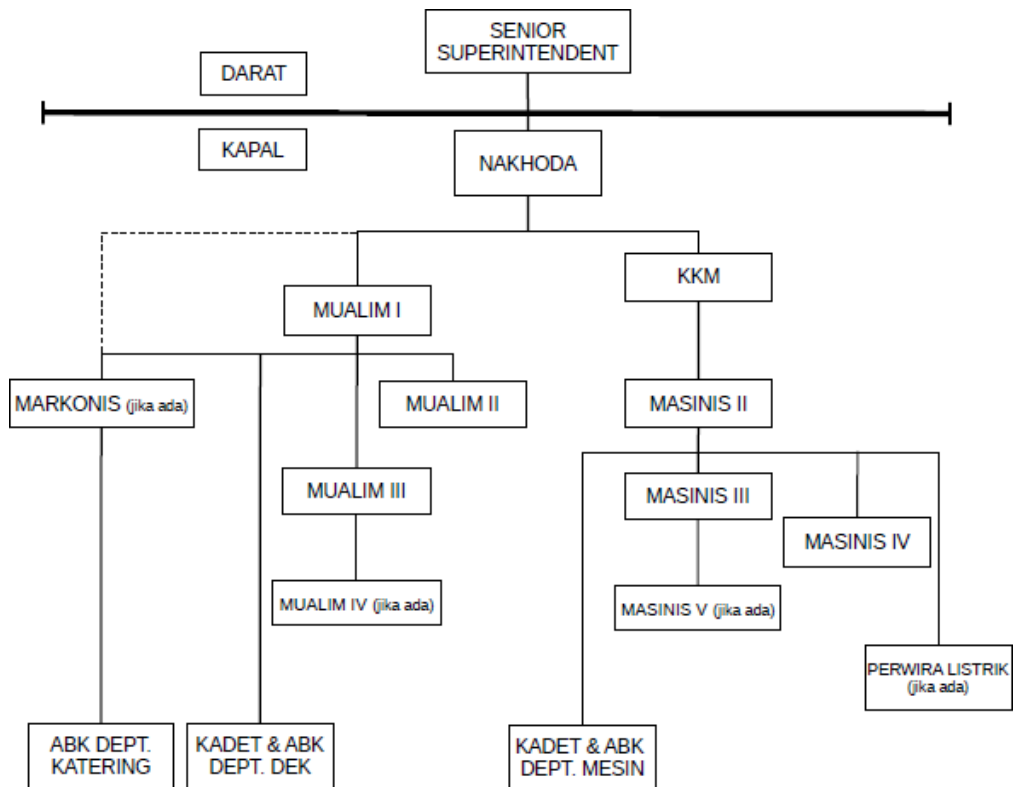 SENIOR
SUPERINTENDENT
DARAT
KAPAL
NAKHODA
KKM
MUALIM I
MARKONIS (jika ada)
MUALIM II
MASINIS II
MUALIM III
MASINIS III
MASINIS IV
MUALIM IV (jika ada)
MASINIS V (jika ada)
PERWIRA LISTRIK
(jika ada)
ABK DEPT.
KATERING
KADET & ABK
DEPT. DEK
KADET & ABK
DEPT. MESIN